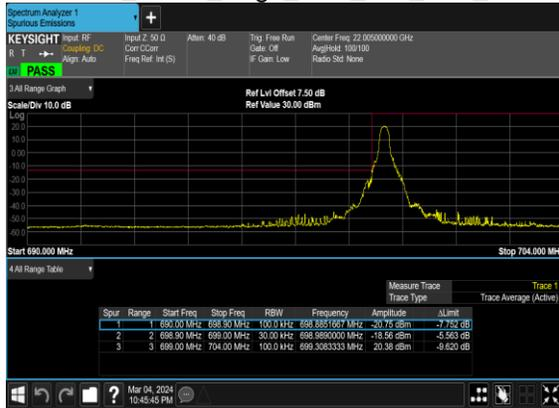 Spectrum Analyzer 1
Spurious Emissions
+
KEYSIGHT Input: RF Input Z: 50 Ω Atten: 40 dB Trig: Free Run Center Freq: 22.005000000 GHz
R T Coupling: DC Corr CCorr Gate: Off Avg|Hold: 100/100
Align: Auto Freq Ref: Int (S) IF Gain: Low Radio Std: None
PASS
3 All Range Graph Ref Lvl Offset 7.50 dB
Scale/Div 10.0 dB Ref Value 30.00 dBm
Log
20.0
10.0
0.00
-10.0
-20.0
-30.0
-40.0
-50.0
-60.0
Start 690.000 MHz Stop 704.000 MH
4 All Range Table
Measure Trace Trace 1
Trace Type Trace Average (Active)
Spur Range Start Freq Stop Freq RBW Frequency Amplitude ΔLimit
1 1 690.00 MHz 698.90 MHz 100.0 kHz 698.8851667 MHz -20.75 dBm -7.752 dB
2 2 698.90 MHz 699.00 MHz 30.00 kHz 698.9890000 MHz -18.56 dBm -5.563 dB
3 3 699.00 MHz 704.00 MHz 100.0 kHz 699.3083333 MHz 20.38 dBm -9.620 dB
? Mar 04, 2024
10:45:45 PM